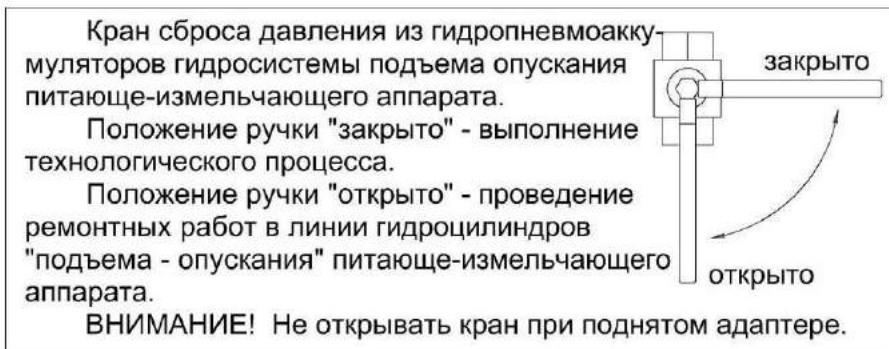 Кран сброса давления из гидропневмоакку-
муляторов гидросистемы подъема опускания
питающе-измельчающего аппарата.
Положение ручки "закрыто" - выполнение
технологического процесса.
Положение ручки "открыто" - проведение
ремонтных работ в линии гидроцилиндров
"подъема - опускания" питающе-измельчающего
аппарата.
ВНИМАНИЕ! Не открывать кран при поднятом адаптере.
закрыто
открыто